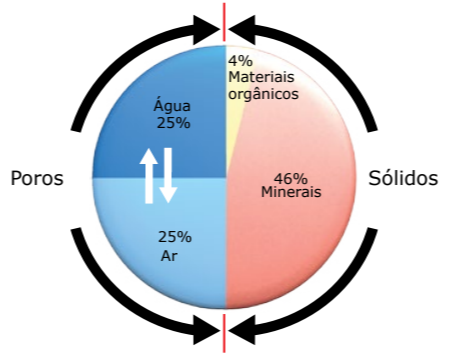 4%
Materiais
orgânicos
Água
25%
Poros
46%
Minerais
Sólidos
25%
Ar